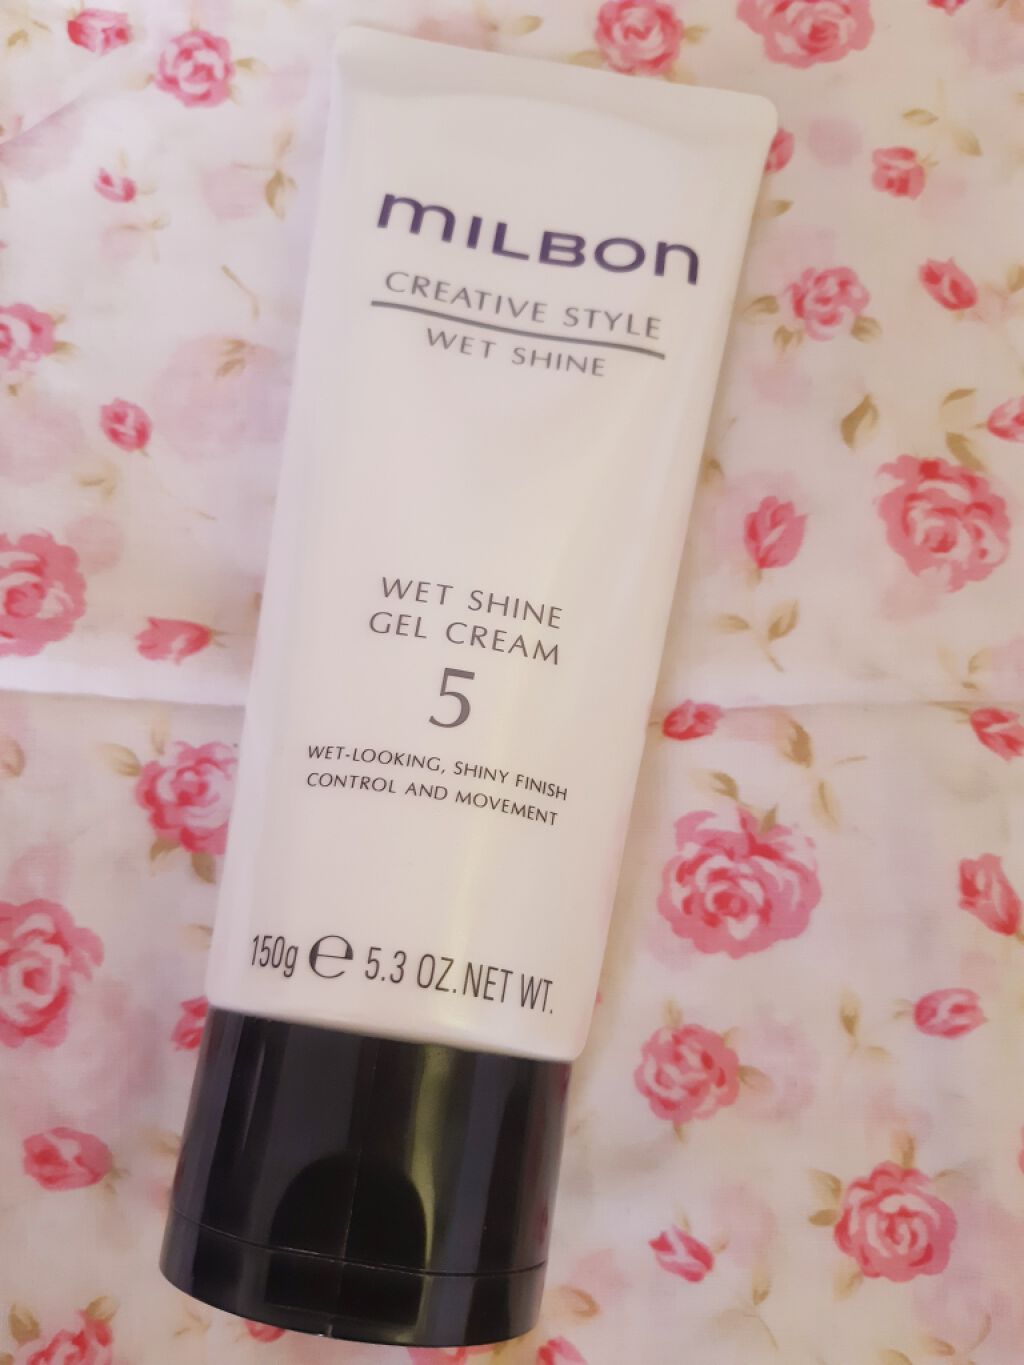 MILBON
CREATIVE STYLE
WET SHINE
WET SHINE
GEL CREAM
5
WET-LOOKING, SHINY FINISH
CONTROL AND MOVEMENT
150g ℮ 5.3 OZ.NET WT.